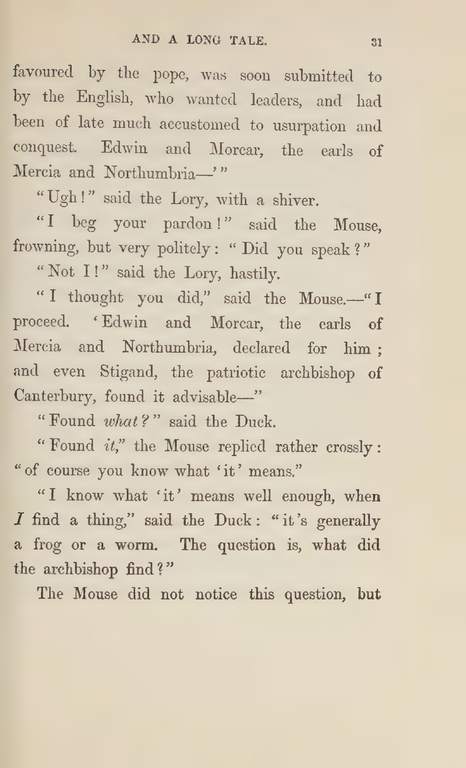 AND A LONG TALE. 31
favoured by the pope, was soon submitted to
by the English, who wanted leaders, and had
been of late much accustomed to usurpation and
conquest. Edwin and Morcar, the earls of
Mercia and Northumbria—’”
“Ugh!” said the Lory, with a shiver.
“I beg your pardon!” said the Mouse,
frowning, but very politely: “Did you speak?”
“Not I!” said the Lory, hastily.
“I thought you did,” said the Mouse.—“I
proceed. ‘Edwin and Morcar, the earls of
Mercia and Northumbria, declared for him;
and even Stigand, the patriotic archbishop of
Canterbury, found it advisable—”
“Found what?” said the Duck.
“Found it,” the Mouse replied rather crossly:
“of course you know what ‘it’ means.”
“I know what ‘it’ means well enough, when
I find a thing,” said the Duck: “it’s generally
a frog or a worm. The question is, what did
the archbishop find?”
The Mouse did not notice this question, but